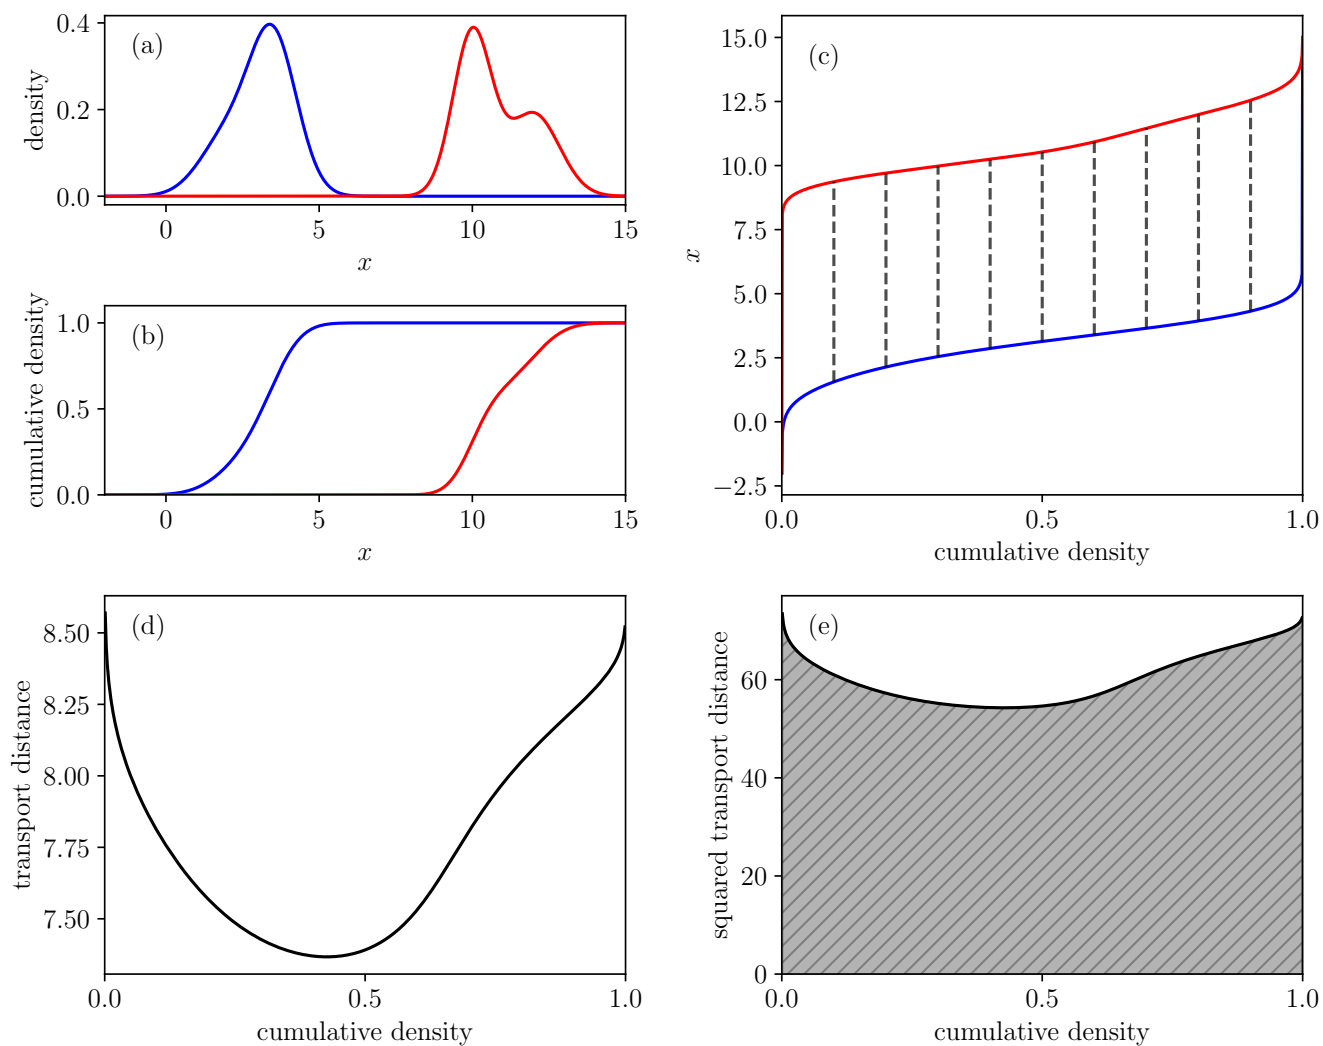 (a)
density
0.4
0.2
0.0
0
5
10
15
x
(b)
cumulative density
1.0
0.5
0.0
0
5
10
15
x
(c)
x
15.0
12.5
10.0
7.5
5.0
2.5
0.0
−2.5
0.0
0.5
1.0
cumulative density
(d)
transport distance
8.50
8.25
8.00
7.75
7.50
0.0
0.5
1.0
cumulative density
(e)
squared transport distance
60
40
20
0
0.0
0.5
1.0
cumulative density